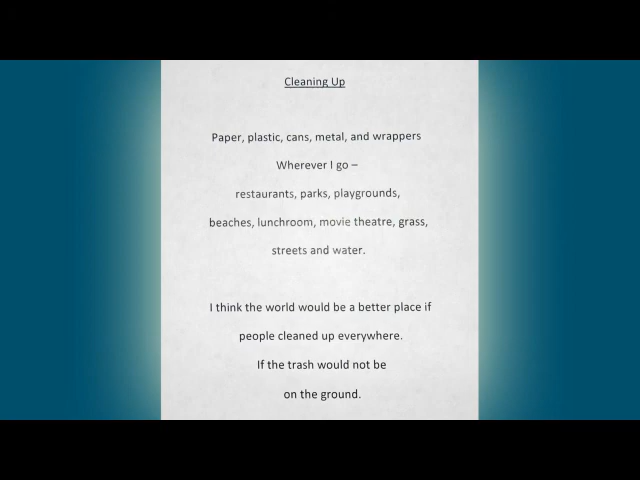 Cleaning Up
Paper, plastic, cans, metal, and wrappers
Wherever I go –
restaurants, parks, playgrounds,
beaches, lunchroom, movie theatre, grass,
streets and water.
I think the world would be a better place if
people cleaned up everywhere.
If the trash would not be
on the ground.